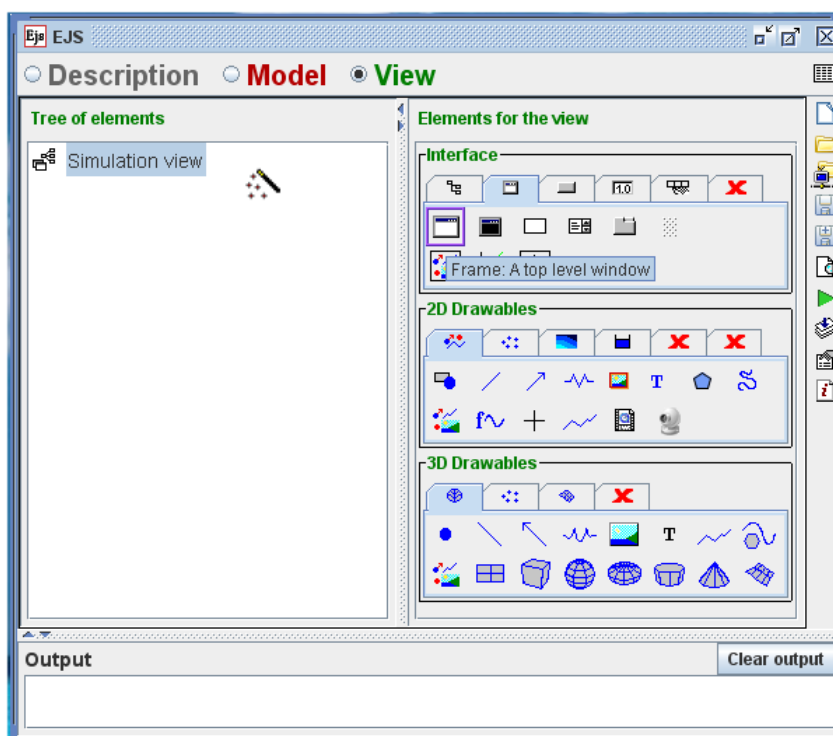 Ejs EJS
Description Model View
Tree of elements
Simulation view
Elements for the view
Interface
1.0
Frame: A top level window
2D Drawables
T
f
3D Drawables
T
i
Output
Clear output